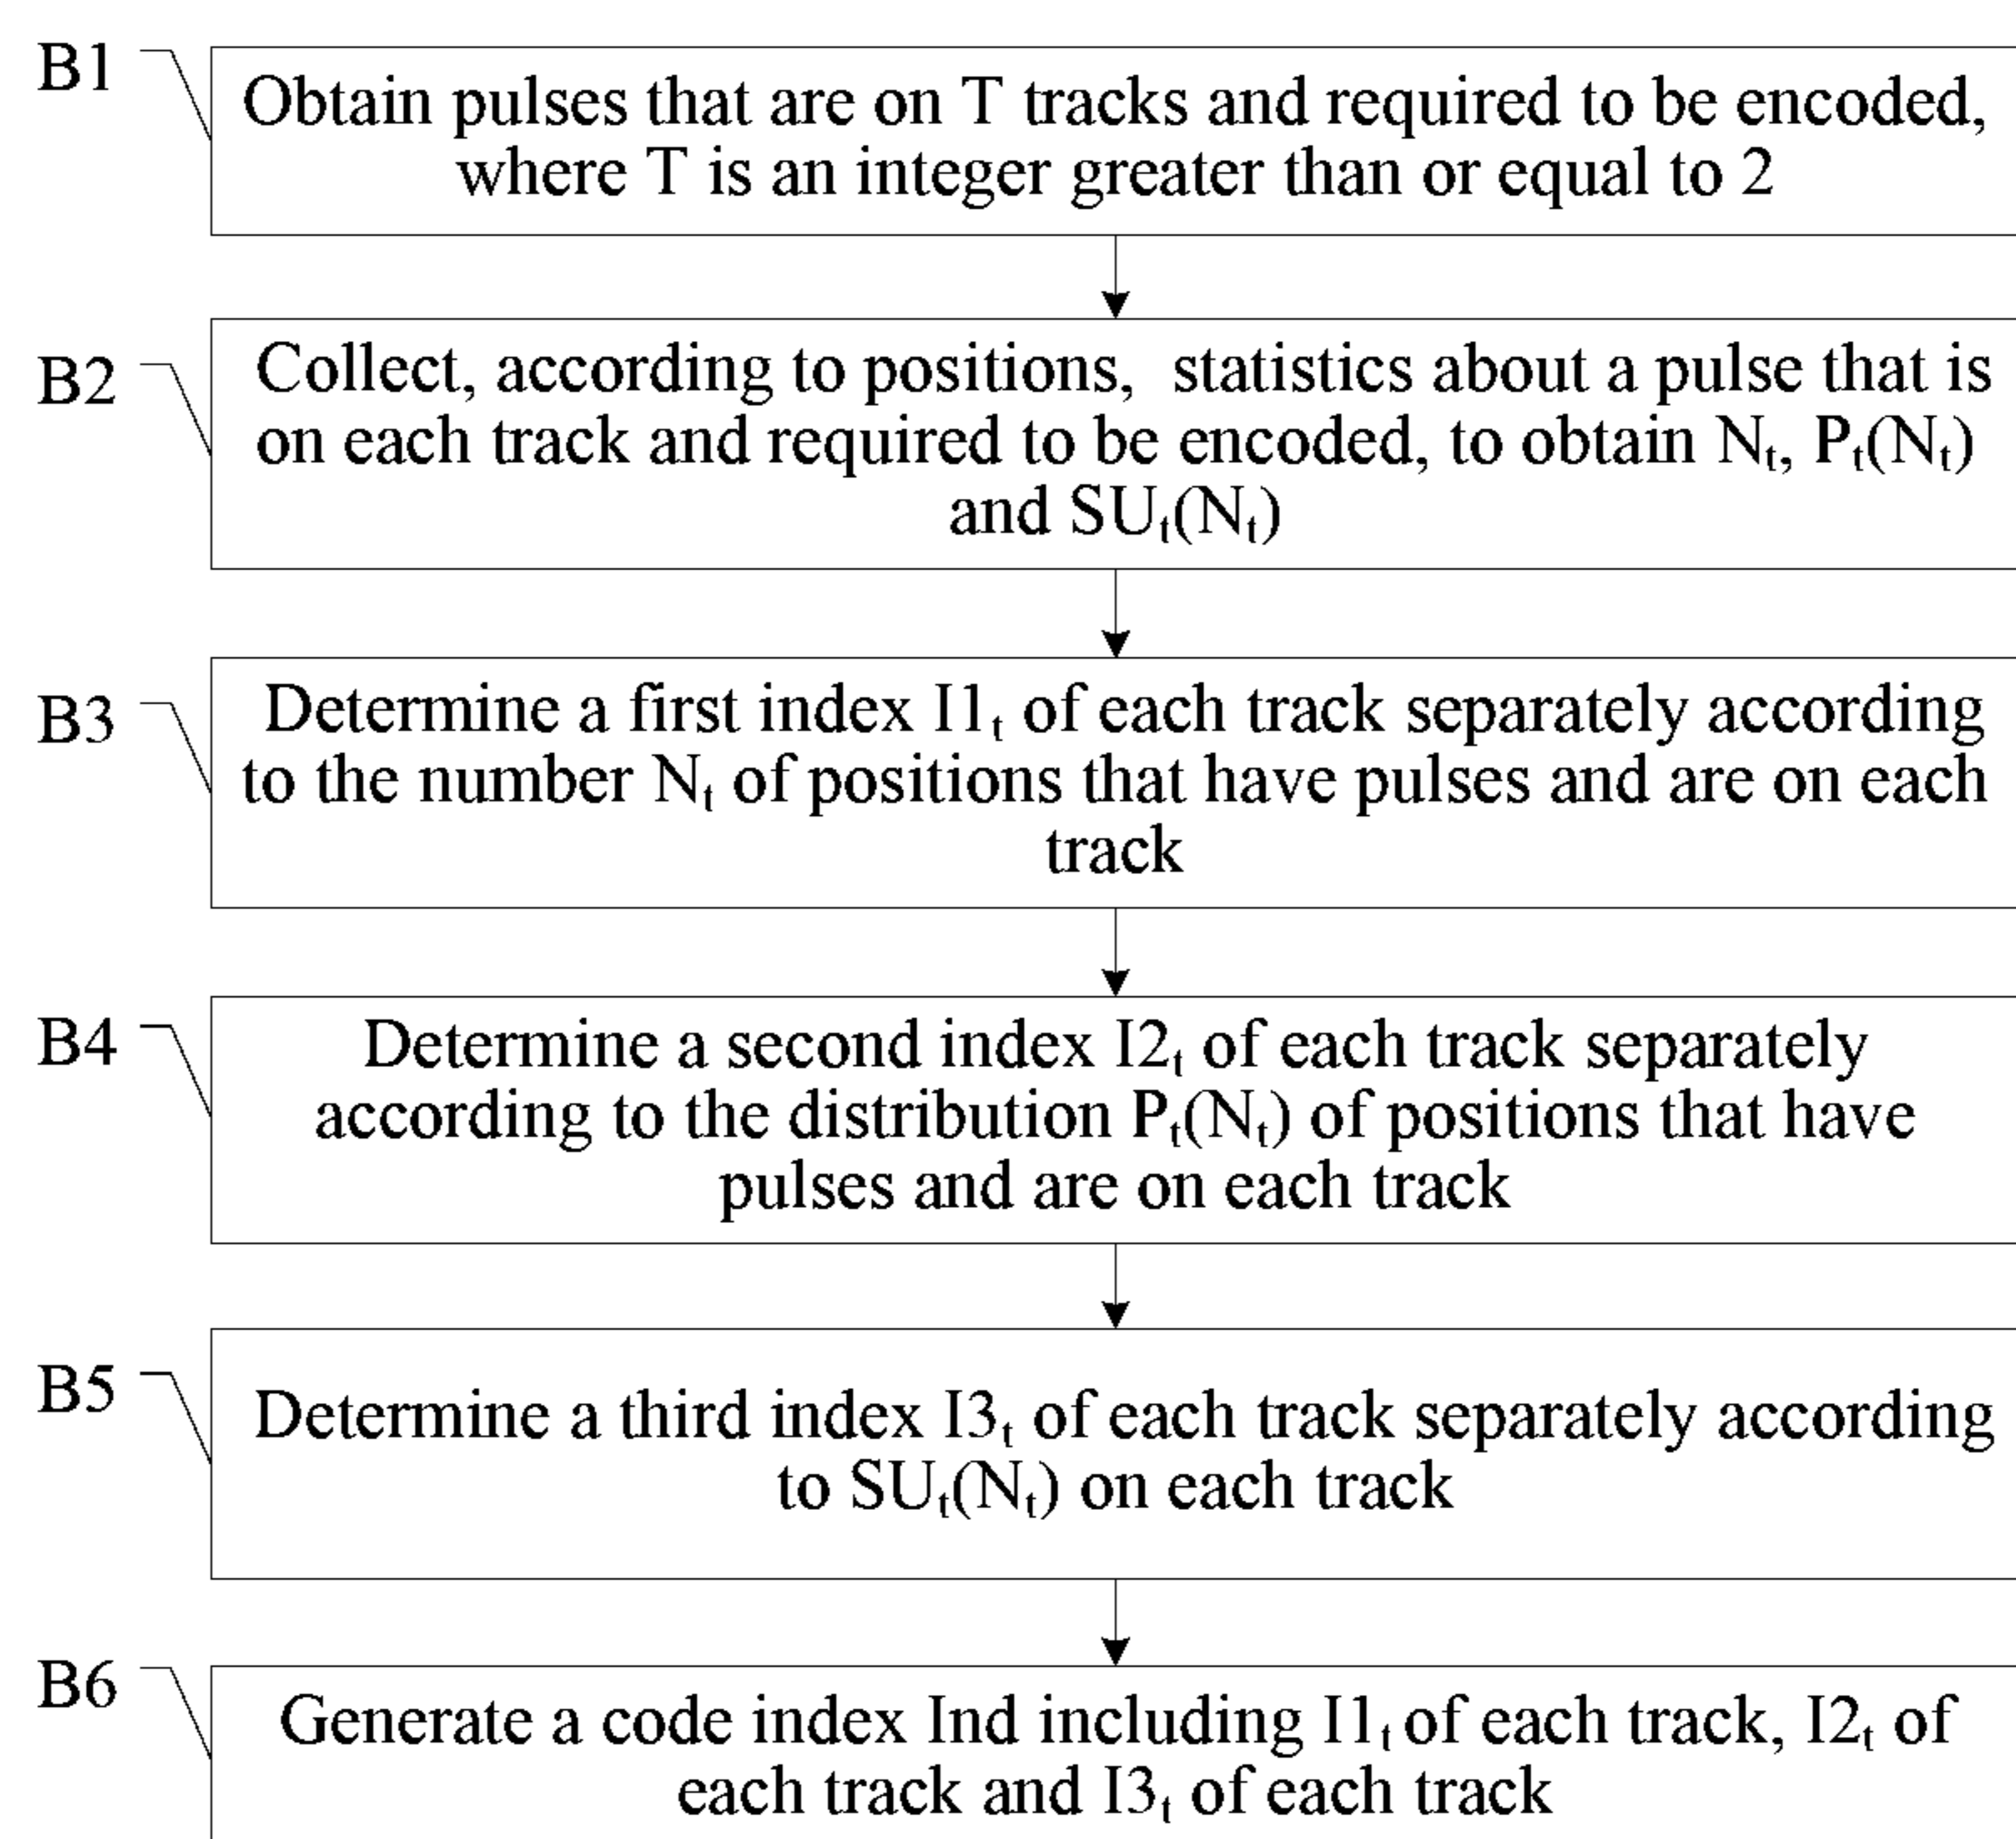 B1
Obtain pulses that are on T tracks and required to be encoded,
where T is an integer greater than or equal to 2
B2
Collect, according to positions, statistics about a pulse that is
on each track and required to be encoded, to obtain Nₜ, Pₜ(Nₜ)
and SUₜ(Nₜ)
B3
Determine a first index I1ₜ of each track separately according
to the number Nₜ of positions that have pulses and are on each
track
B4
Determine a second index I2ₜ of each track separately
according to the distribution Pₜ(Nₜ) of positions that have
pulses and are on each track
B5
Determine a third index I3ₜ of each track separately according
to SUₜ(Nₜ) on each track
B6
Generate a code index Ind including I1ₜ of each track, I2ₜ of
each track and I3ₜ of each track